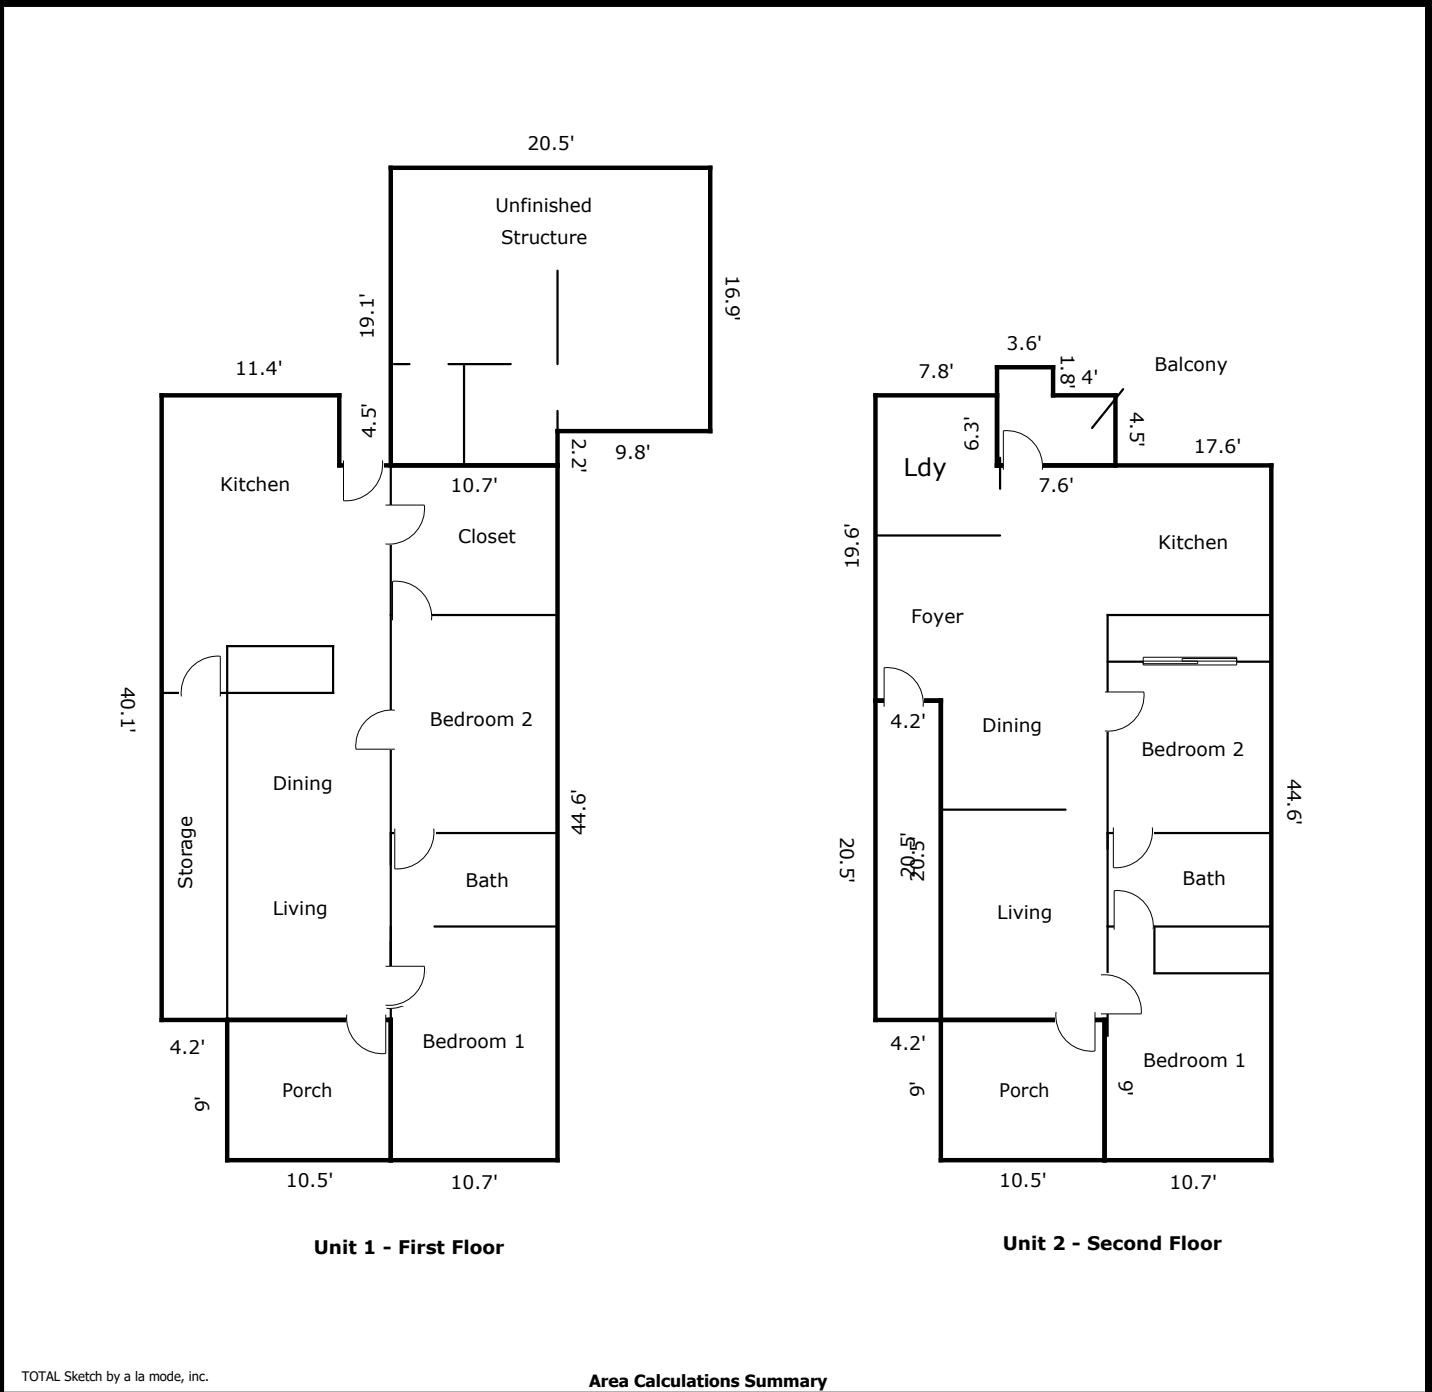 20.5'
Unfinished
Structure
19.1'
16.9'
11.4'
4.5'
2.2'
9.8'
10.7'
Kitchen
Closet
40.1'
Bedroom 2
Dining
44.6'
Storage
Bath
Living
4.2'
Bedroom 1
9'
Porch
10.5'
10.7'
Unit 1 - First Floor
3.6'
7.8'
1.8'
4'
Balcony
6.3'
4.5'
17.6'
Ldy
7.6'
19.6'
Kitchen
Foyer
4.2'
Dining
Bedroom 2
44.6'
20.5'
20.5'
20.5'
Bath
Living
4.2'
Bedroom 1
9'
Porch
9'
10.5'
10.7'
Unit 2 - Second Floor
TOTAL Sketch by a la mode, inc.
Area Calculations Summary